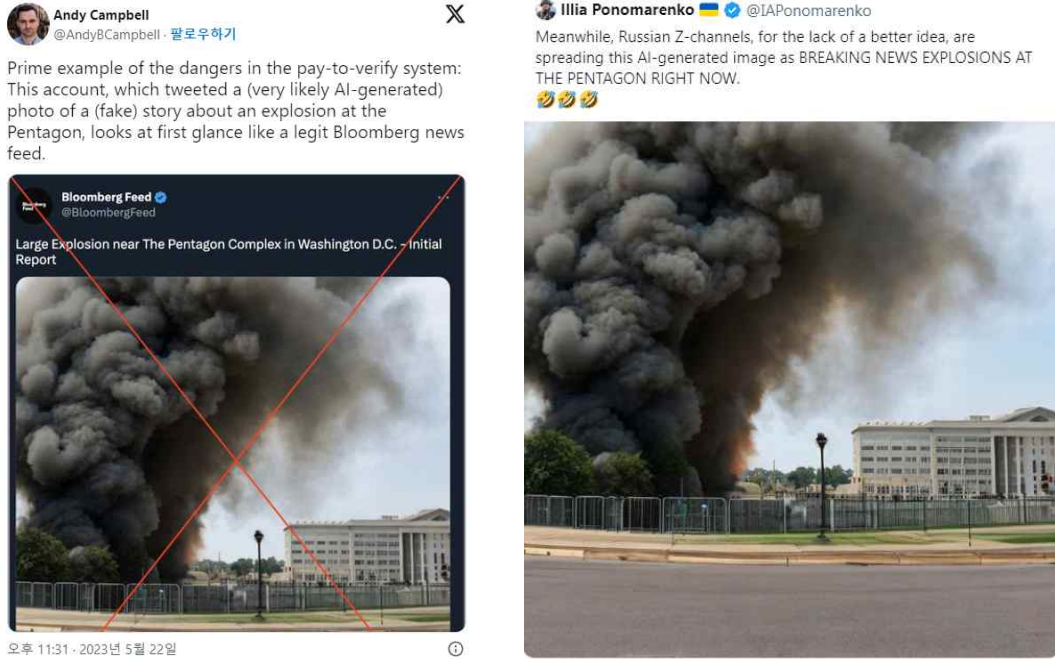 Andy Campbell
@AndyBCampbell · 팔로우하기
Prime example of the dangers in the pay-to-verify system:
This account, which tweeted a (very likely AI-generated)
photo of a (fake) story about an explosion at the
Pentagon, looks at first glance like a legit Bloomberg news
feed.
Bloomberg Feed
@BloombergFeed
Large Explosion near The Pentagon Complex in Washington D.C. - Initial
Report
오후 11:31 · 2023년 5월 22일
Illia Ponomarenko 🇺🇦 @IAPonomarenko
Meanwhile, Russian Z-channels, for the lack of a better idea, are
spreading this AI-generated image as BREAKING NEWS EXPLOSIONS AT
THE PENTAGON RIGHT NOW.
🤣🤣🤣